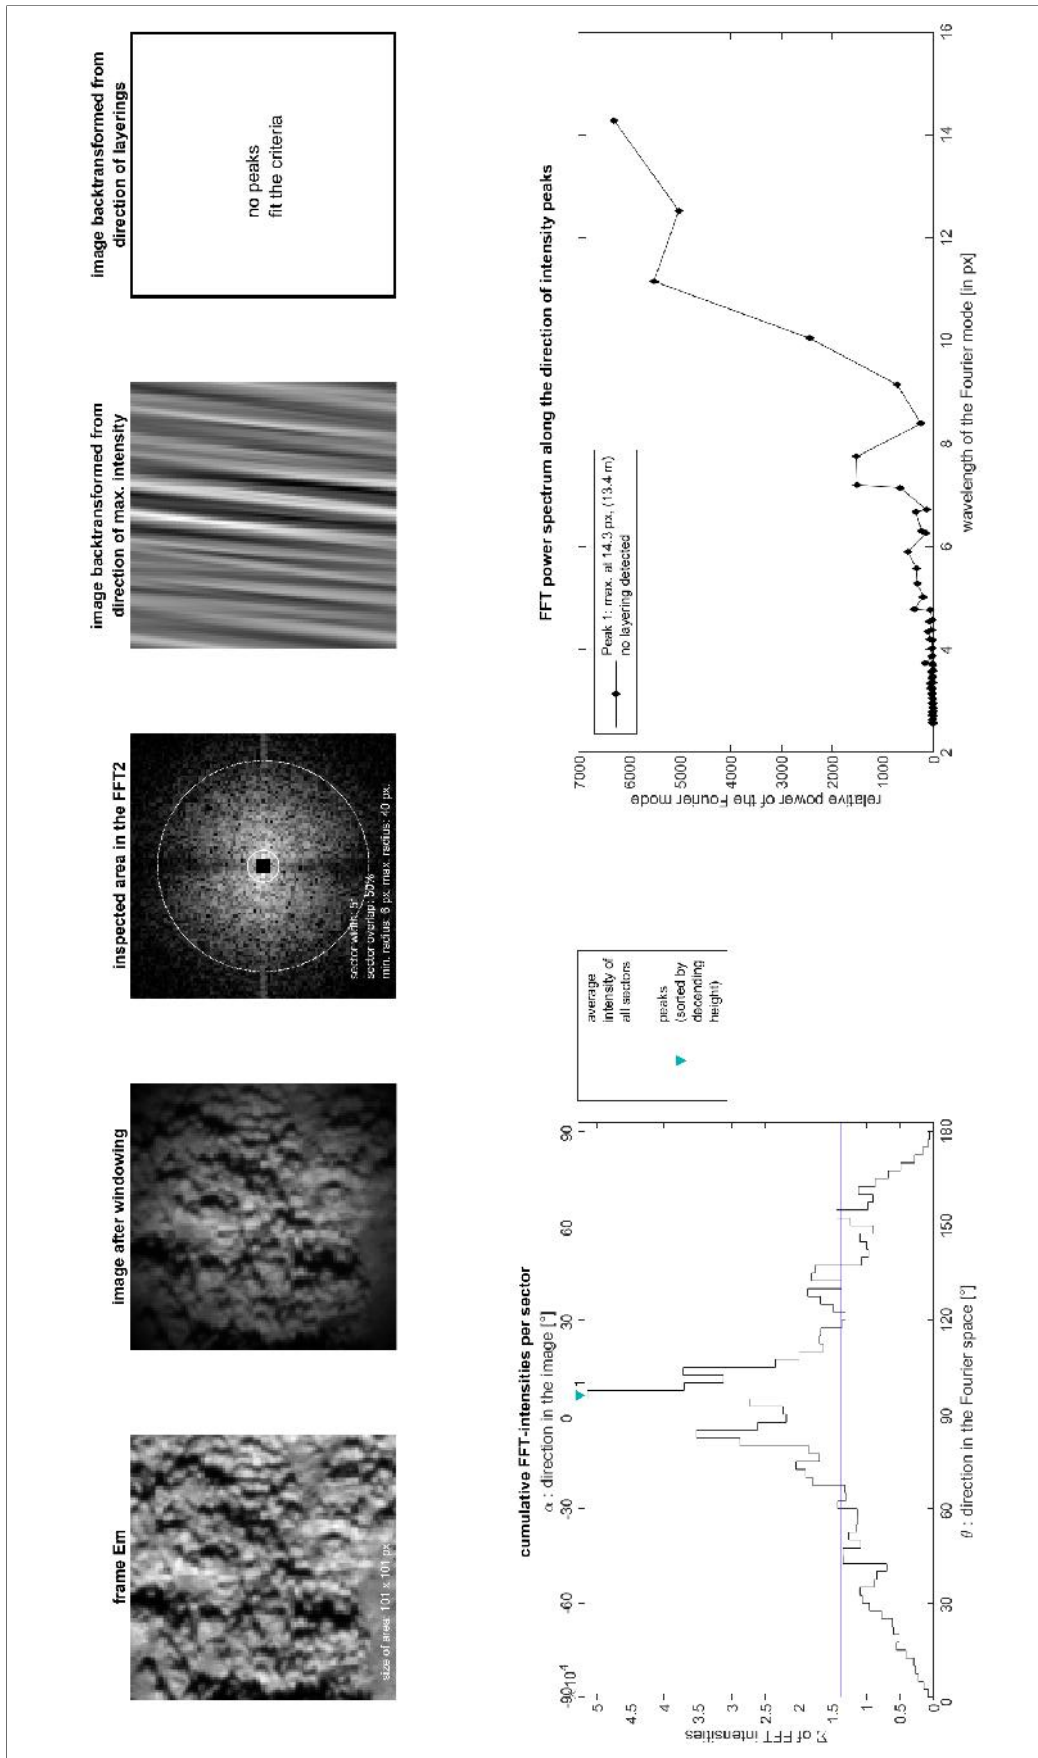 frame Em
size of area: 101 x 101 px
image after windowing
inspected area in the FFT2
sector width: 5°
sector overlap: 50%
min. radius: 6 px, max. radius: 40 px.
image backtransformed from
direction of max. intensity
image backtransformed from
direction of layerings
no peaks
fit the criteria
cumulative FFT-intensities per sector
α : direction in the image [°]
-90 -60 -30 0 30 60 90
10⁴
5
4.5
4
3.5
3
2.5
2
1.5
1
0.5
0
Σ of FFT intensities
1
0 30 60 90 120 150 180
θ : direction in the Fourier space [°]
average
intensity of
all sectors
peaks
(sorted by
decending
height)
FFT power spectrum along the direction of intensity peaks
7000
6000
5000
4000
3000
2000
1000
0
relative power of the Fourier mode
Peak 1: max. at 14.3 px, (13.4 m)
no layering detected
2 4 6 8 10 12 14 16
wavelength of the Fourier mode [in px]